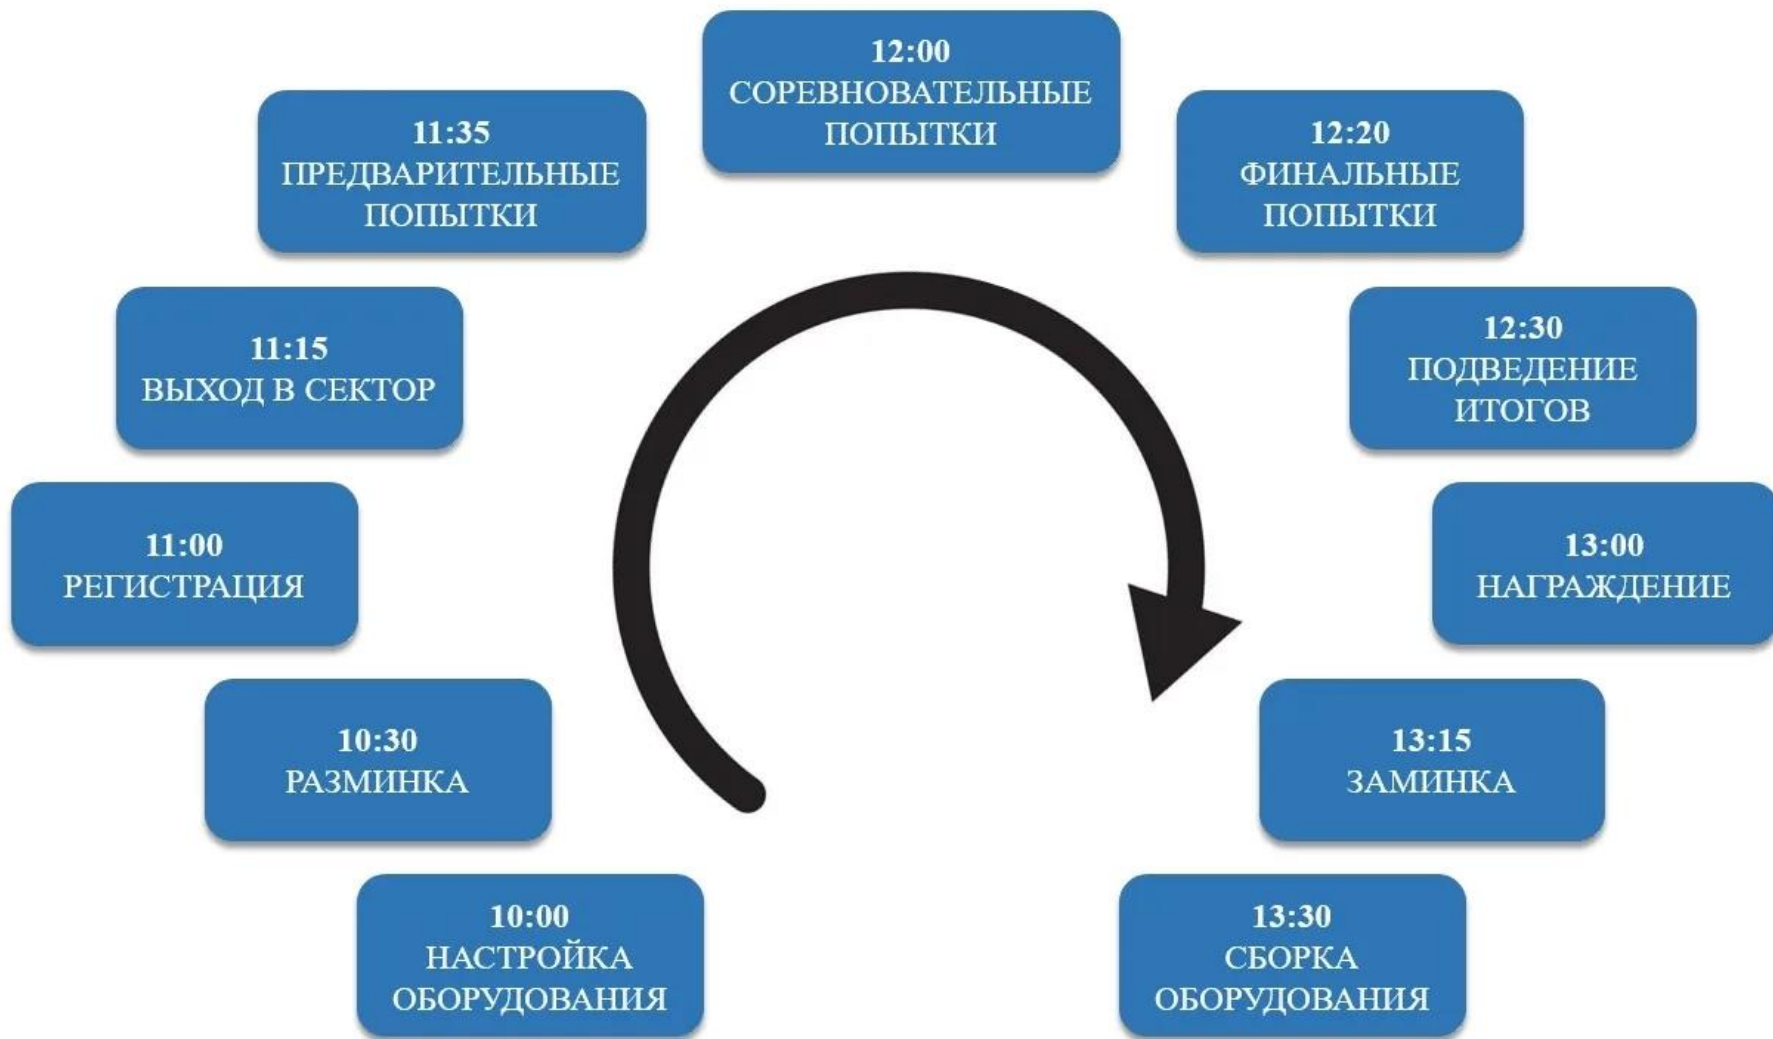 10:00
НАСТРОЙКА
ОБОРУДОВАНИЯ
10:30
РАЗМИНКА
11:00
РЕГИСТРАЦИЯ
11:15
ВЫХОД В СЕКТОР
11:35
ПРЕДВАРИТЕЛЬНЫЕ
ПОПЫТКИ
12:00
СОРЕВНОВАТЕЛЬНЫЕ
ПОПЫТКИ
12:20
ФИНАЛЬНЫЕ
ПОПЫТКИ
12:30
ПОДВЕДЕНИЕ
ИТОГОВ
13:00
НАГРАЖДЕНИЕ
13:15
ЗАМИНКА
13:30
СБОРКА
ОБОРУДОВАНИЯ